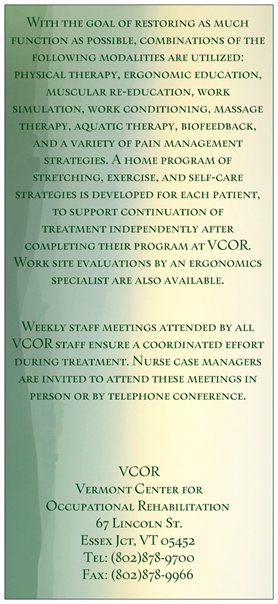 With the goal of restoring as much
function as possible, combinations of the
following modalities are utilized:
physical therapy, ergonomic education,
muscular re-education, work
simulation, work conditioning, massage
therapy, aquatic therapy, biofeedback,
and a variety of pain management
strategies. A home program of
stretching, exercise, and self-care
strategies is developed for each patient,
to support continuation of
treatment independently after
completing their program at VCOR.
Work site evaluations by an ergonomics
specialist are also available.
Weekly staff meetings attended by all
VCOR staff ensure a coordinated effort
during treatment. Nurse case managers
are invited to attend these meetings in
person or by telephone conference.
VCOR
Vermont Center for
Occupational Rehabilitation
67 Lincoln St.
Essex Jct, VT 05452
Tel: (802)878-9700
Fax: (802)878-9966